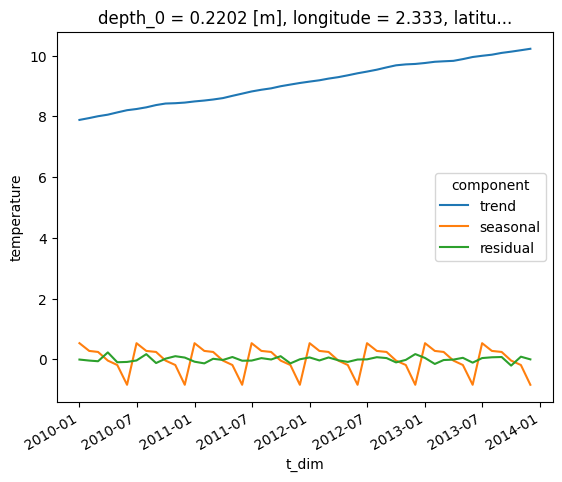 depth_0 = 0.2202 [m], longitude = 2.333, latitu...
10
8
6
4
2
0
temperature
component
trend
seasonal
residual
2010-01
2010-07
2011-01
2011-07
2012-01
2012-07
2013-01
2013-07
2014-01
t_dim